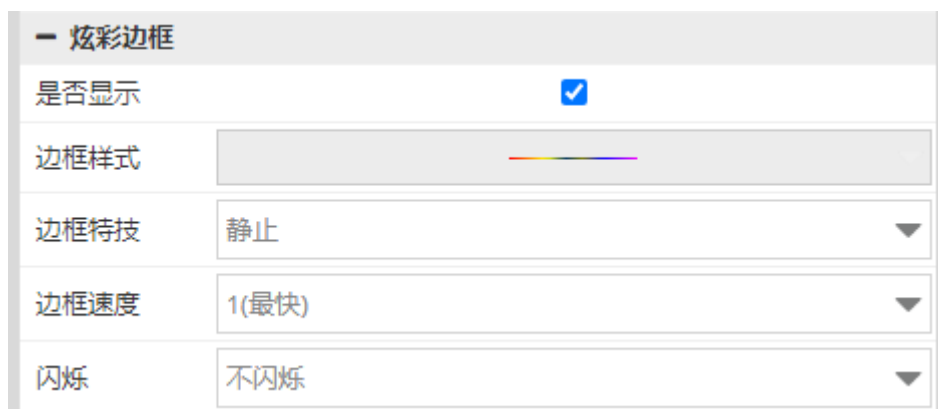 炫彩边框
是否显示
边框样式
边框特技 静止
边框速度 1(最快)
闪烁 不闪烁